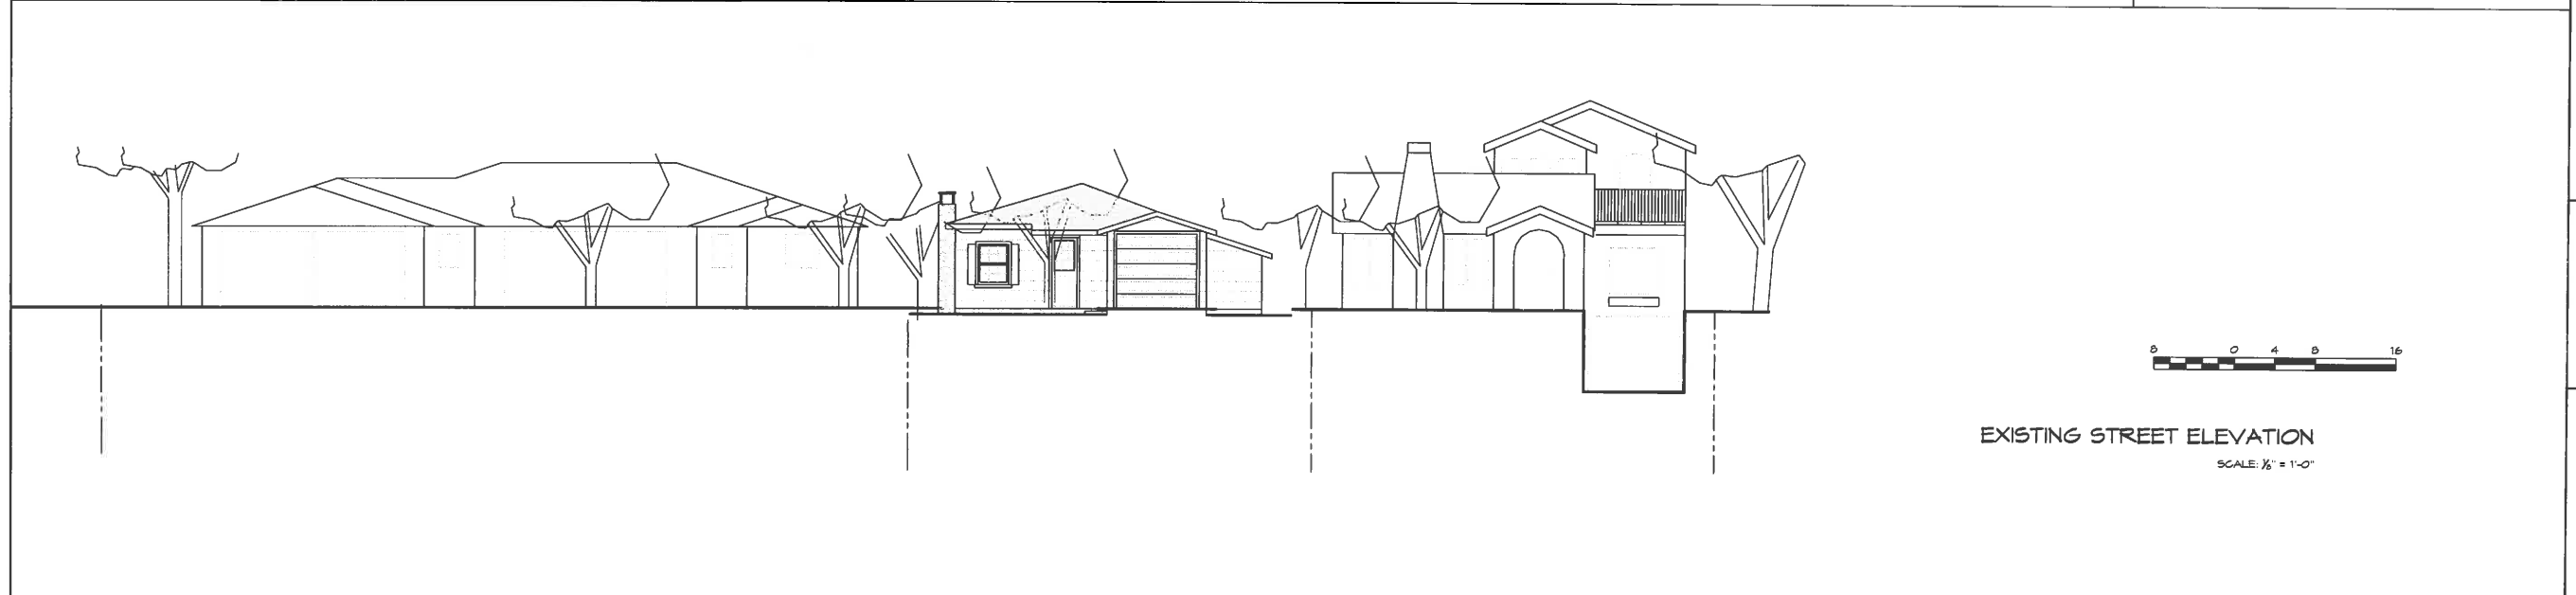 8 0 4 8 16
EXISTING STREET ELEVATION
SCALE: 1/8" = 1'-0"